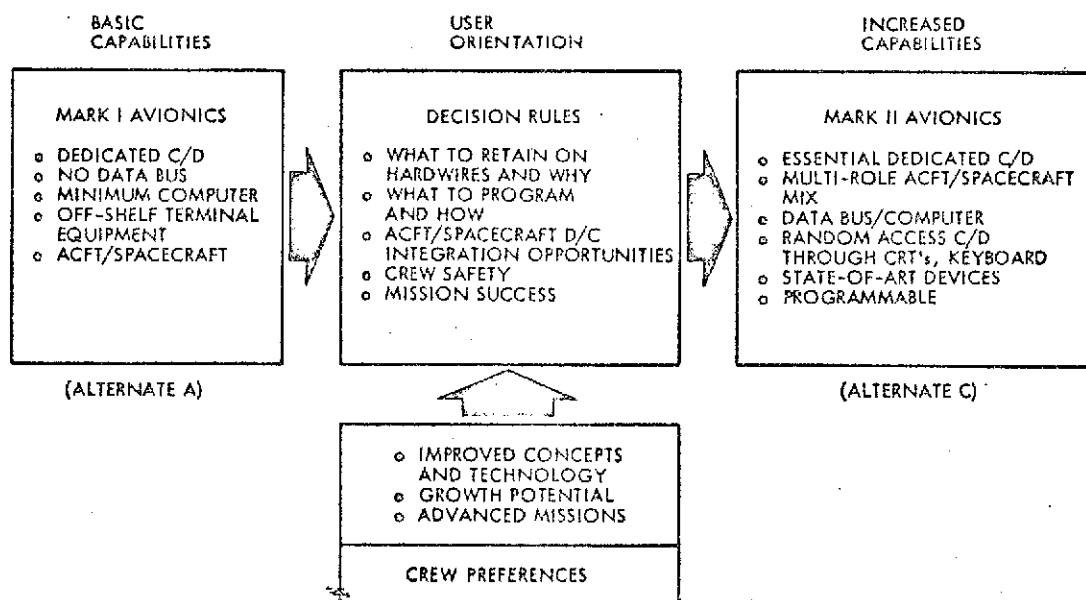 BASIC
CAPABILITIES
MARK I AVIONICS
o DEDICATED C/D
o NO DATA BUS
o MINIMUM COMPUTER
o OFF-SHELF TERMINAL
EQUIPMENT
o ACFT/SPACECRAFT
(ALTERNATE A)
USER
ORIENTATION
DECISION RULES
o WHAT TO RETAIN ON
HARDWIRES AND WHY
o WHAT TO PROGRAM
AND HOW
o ACFT/SPACECRAFT D/C
INTEGRATION OPPORTUNITIES
o CREW SAFETY
o MISSION SUCCESS
INCREASED
CAPABILITIES
MARK II AVIONICS
o ESSENTIAL DEDICATED C/D
o MULTI-ROLE ACFT/SPACECRAFT
MIX
o DATA BUS/COMPUTER
o RANDOM ACCESS C/D
THROUGH CRT's, KEYBOARD
o STATE-OF-ART DEVICES
o PROGRAMMABLE
(ALTERNATE C)
o IMPROVED CONCEPTS
AND TECHNOLOGY
o GROWTH POTENTIAL
o ADVANCED MISSIONS
CREW PREFERENCES